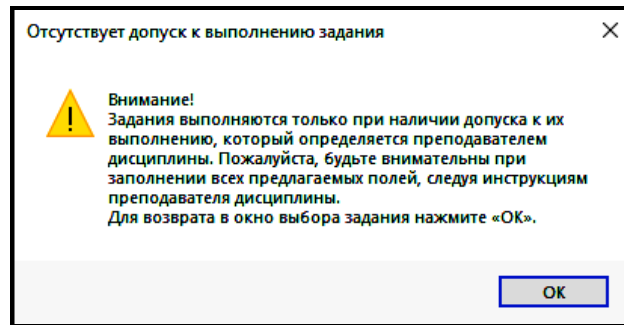 Отсутствует допуск к выполнению задания
Внимание!
Задания выполняются только при наличии допуска к их
выполнению, который определяется преподавателем
дисциплины. Пожалуйста, будьте внимательны при
заполнении всех предлагаемых полей, следуя инструкциям
преподавателя дисциплины.
Для возврата в окно выбора задания нажмите «ОК».
ОК